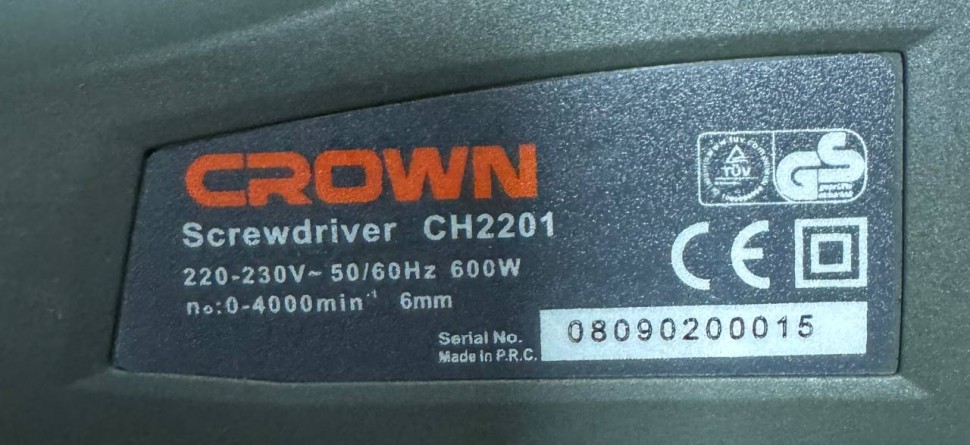 CROWN
TÜV
GS
Screwdriver CH2201
CE
220-230V~ 50/60Hz 600W
n₀:0-4000min⁻¹ 6mm
Serial No. 08090200015
Made in P.R.C.